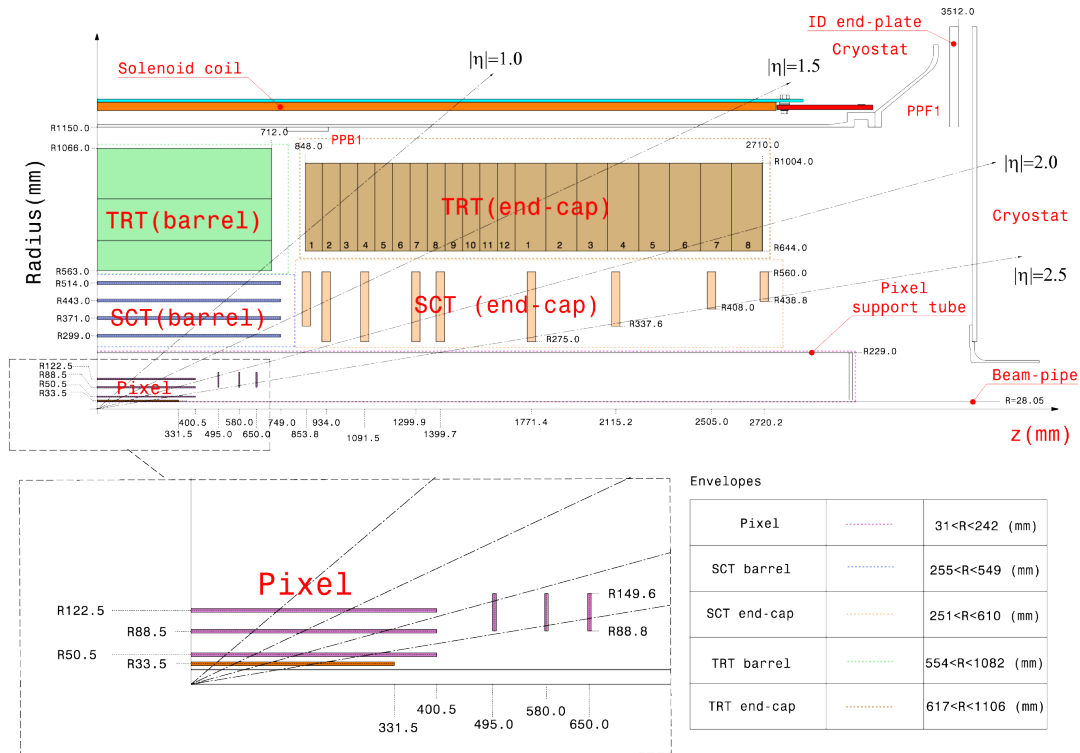 3512.0
ID end-plate
Cryostat
|η|=1.0
|η|=1.5
Solenoid coil
PPF1
R1150.0
712.0
PPB1
848.0
2710.0
R1066.0
R1004.0
|η|=2.0
TRT(barrel)
TRT(end-cap)
Radius(mm)
Cryostat
1 2 3 4 5 6 7 8 9 10 11 12 1 2 3 4 5 6 7 8
R644.0
R563.0
R560.0
|η|=2.5
R514.0
R443.0
SCT (end-cap)
R438.8
R408.0
Pixel
support tube
R371.0
SCT(barrel)
R337.6
R299.0
R275.0
R229.0
R122.5
R88.5
Pixel
R50.5
R33.5
Beam-pipe
R=28.05
400.5 580.0 749.0 934.0 1299.9 1771.4 2115.2 2505.0 2720.2
331.5 495.0 650.0 853.8 1091.5 1399.7
z(mm)
Pixel
R122.5
R149.6
R88.5
R88.8
R50.5
R33.5
400.5 580.0
331.5 495.0 650.0
Envelopes
Pixel 31<R<242 (mm)
SCT barrel 255<R<549 (mm)
SCT end-cap 251<R<610 (mm)
TRT barrel 554<R<1082 (mm)
TRT end-cap 617<R<1106 (mm)